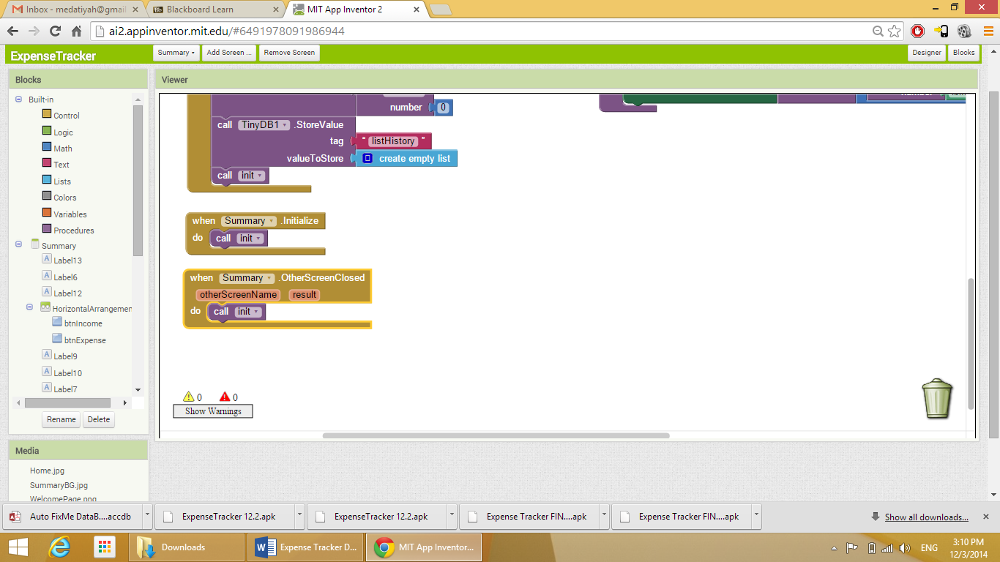 Inbox - medatiyah@gmail
Blackboard Learn
MIT App Inventor 2
ai2.appinventor.mit.edu/#6491978091986944
ExpenseTracker
Summary
Add Screen ...
Remove Screen
Designer
Blocks
Blocks
Built-in
Control
Logic
Math
Text
Lists
Colors
Variables
Procedures
Summary
Label13
Label6
Label12
HorizontalArrangemen
btnIncome
btnExpense
Label9
Label10
Label7
Rename
Delete
Media
Home.jpg
SummaryBG.jpg
WelcomePage.png
Viewer
number 0
call TinyDB1 .StoreValue
tag “ listHistory ”
valueToStore create empty list
call init
when Summary .Initialize
do call init
when Summary .OtherScreenClosed
otherScreenName result
do call init
0 0
Show Warnings
Auto FixMe DataB....accdb
ExpenseTracker 12.2.apk
ExpenseTracker 12.2.apk
Expense Tracker FIN....apk
Expense Tracker FIN....apk
Show all downloads...
Downloads
Expense Tracker D...
MIT App Inventor...
ENG
3:10 PM
12/3/2014